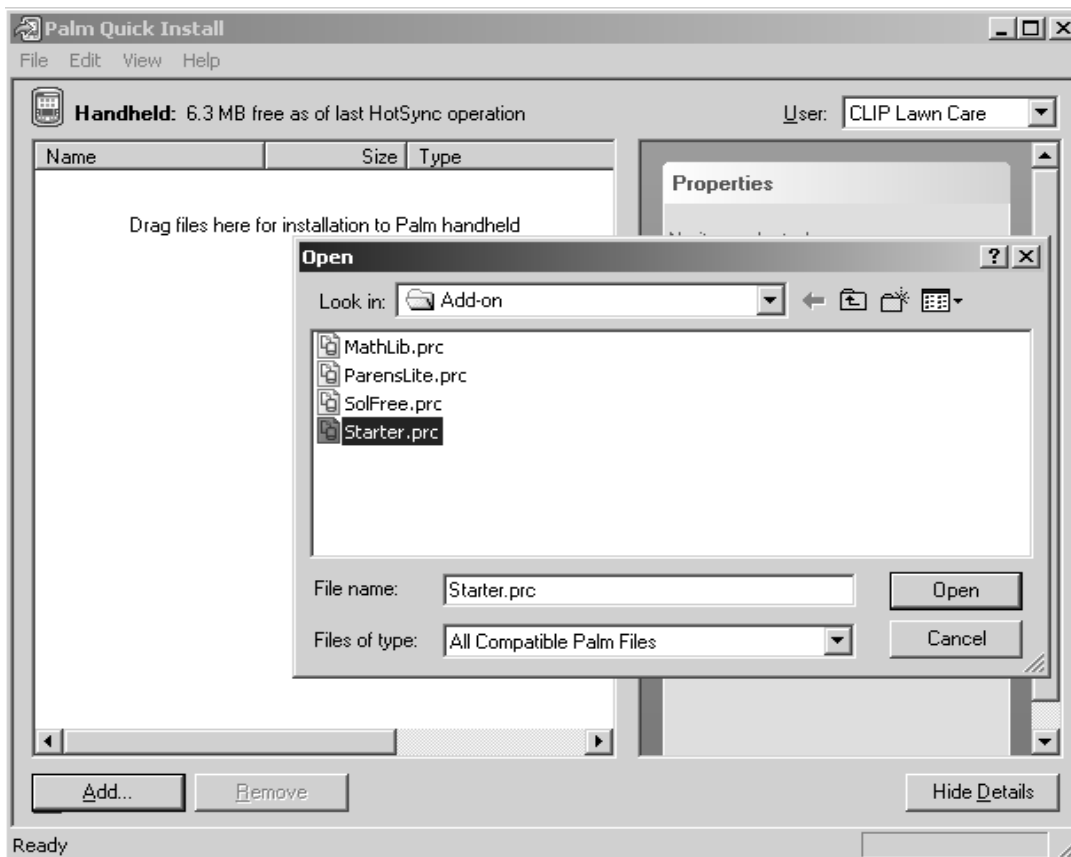 Palm Quick Install
File Edit View Help
Handheld: 6.3 MB free as of last HotSync operation
User: CLIP Lawn Care
Name Size Type
Properties
Drag files here for installation to Palm handheld
Open
Look in: Add-on
MathLib.prc
ParensLite.prc
SolFree.prc
Starter.prc
File name: Starter.prc
Open
Files of type: All Compatible Palm Files
Cancel
Add... Remove
Hide Details
Ready